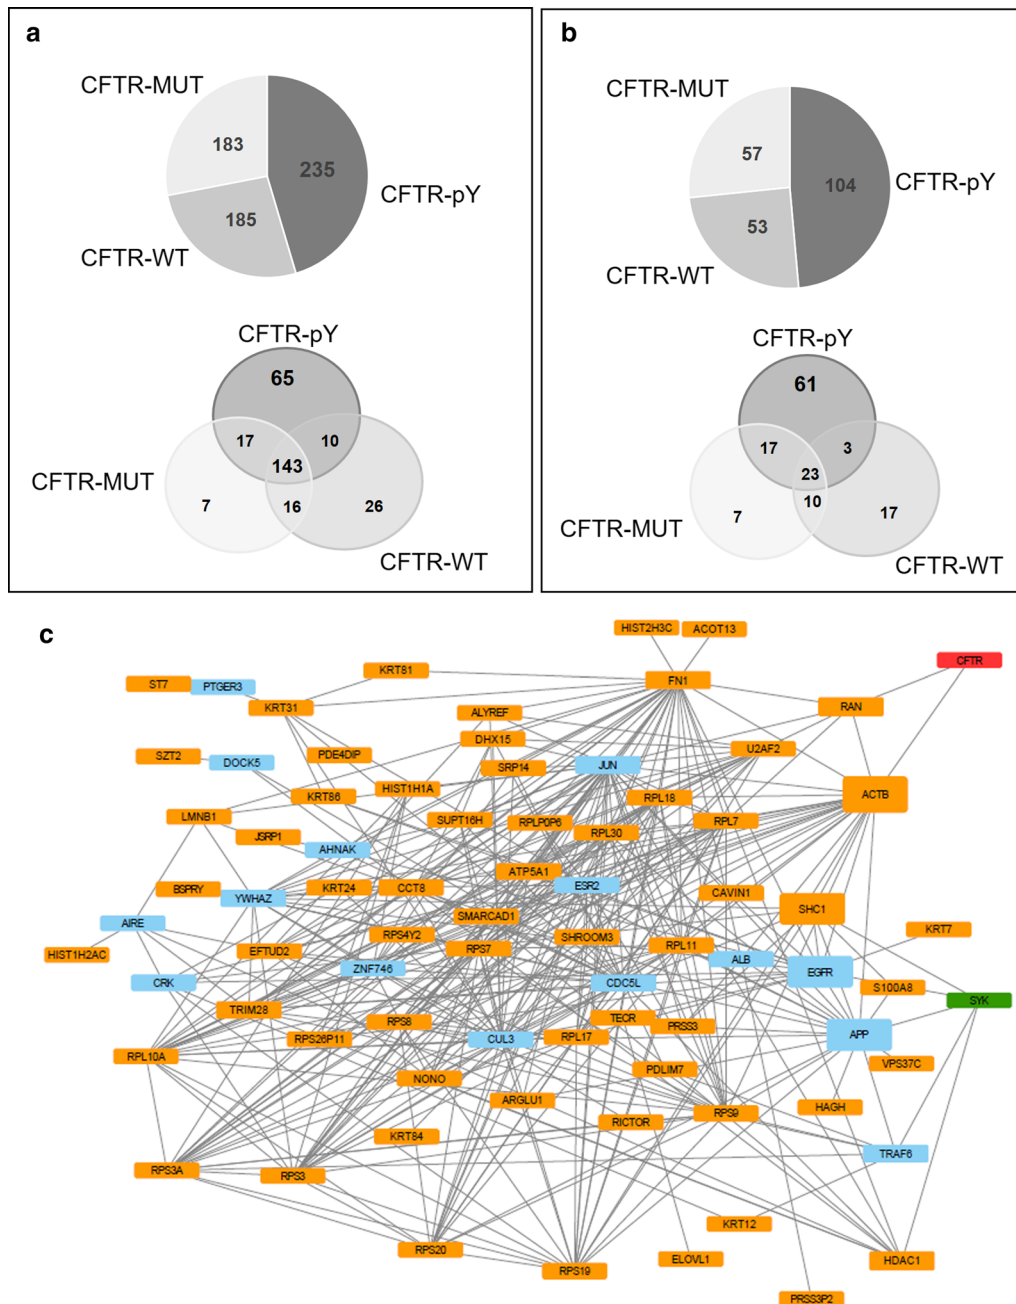 a
CFTR-MUT
183
235
CFTR-pY
185
CFTR-WT
CFTR-pY
65
17
10
143
CFTR-MUT
7
16
26
CFTR-WT
b
CFTR-MUT
57
104
CFTR-pY
53
CFTR-WT
CFTR-pY
61
17
3
23
10
CFTR-MUT
7
17
CFTR-WT
c
HIST2H3C ACOT13
CFTR
KRT81
FN1
ST7 PTGER3
KRT31
RAN
ALYREF
DHX15
U2AF2
SZT2 DOCK5
PDE4DIP
SRP14
JUN
KRT86
HIST1H1A
RPL18
ACTB
LMNB1
SUPT16H
RPLP0P6
RPL30
RPL7
JSRP1
AHNAK
ATP5A1
ESR2
BSPRY
YWHAZ
KRT24
CCT8
CAVIN1
SHC1
AIRE
SMARCAD1
HIST1H2AC
EFTUD2
RPS4Y2
RPS7
SHROOM3
RPL11
KRT7
CRK
ZNF746
CDC5L
ALB
EGFR
S100A8
SYK
TRIM28
RPS26P11
RPS8
CUL3
RPL17
TECR
PRSS3
APP
RPL10A
NONO
PDLIM7
VPS37C
ARGLU1
RICTOR
RPS9
HAGH
KRT84
TRAF6
RPS3A
RPS3
KRT12
RPS20
RPS19
ELOVL1
HDAC1
PRSS3P2